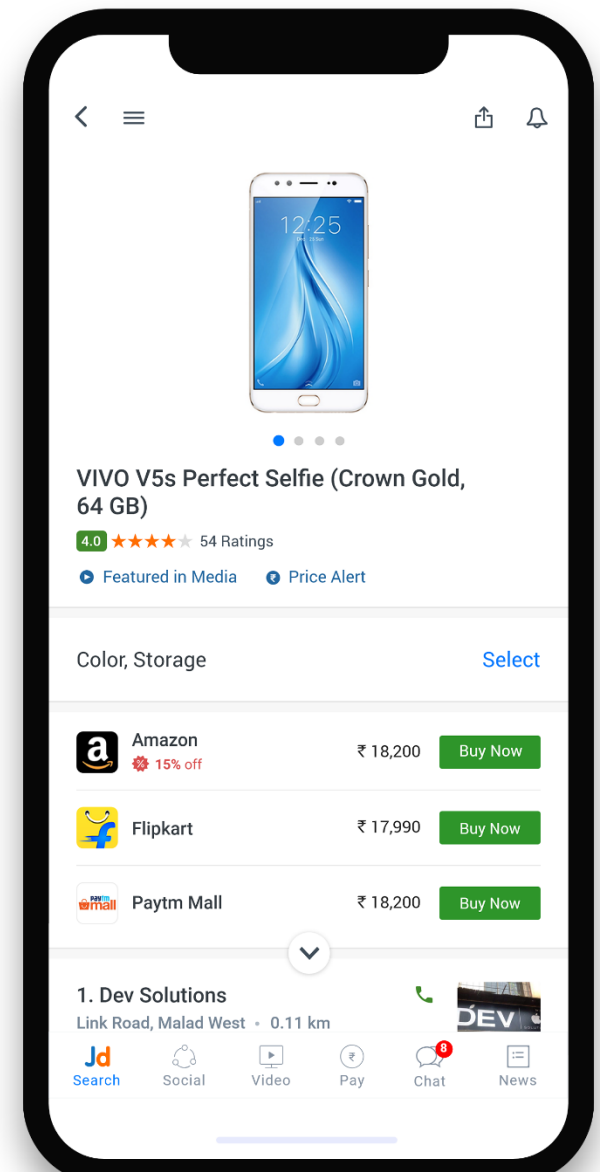 12:25
VIVO V5s Perfect Selfie (Crown Gold,
64 GB)
4.0 54 Ratings
Featured in Media ₹ Price Alert
Color, Storage Select
a Amazon ₹ 18,200 Buy Now
% 15% off
f Flipkart ₹ 17,990 Buy Now
paytm
mall Paytm Mall ₹ 18,200 Buy Now
1. Dev Solutions
DEV
Link Road, Malad West • 0.11 km
Jd ₹ 8
Search Social Video Pay Chat News